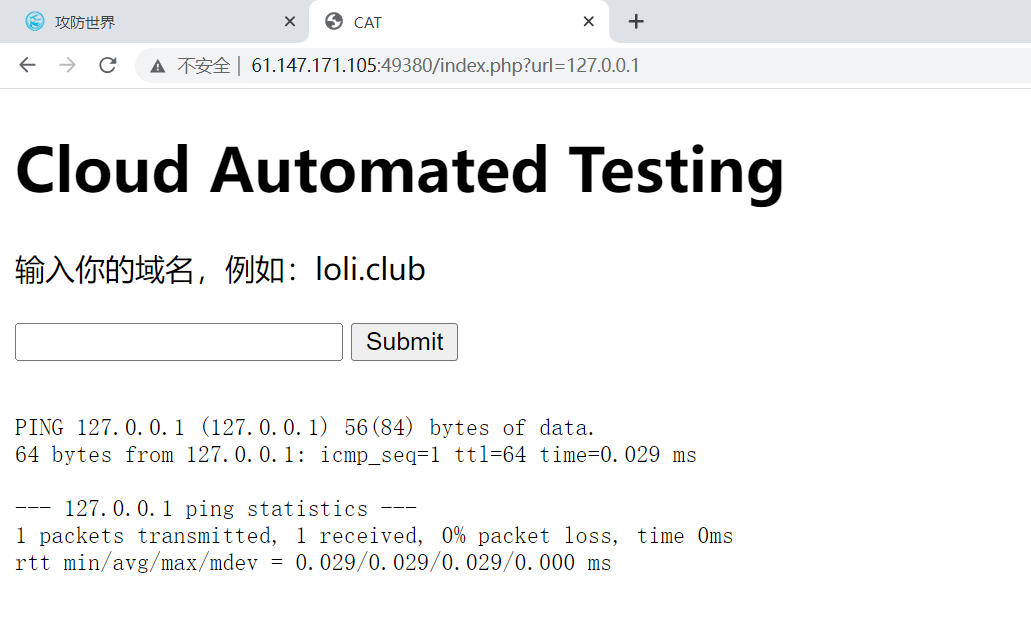 攻防世界
CAT
不安全 | 61.147.171.105:49380/index.php?url=127.0.0.1
Cloud Automated Testing
输入你的域名，例如：loli.club
Submit
PING 127.0.0.1 (127.0.0.1) 56(84) bytes of data.
64 bytes from 127.0.0.1: icmp_seq=1 ttl=64 time=0.029 ms
--- 127.0.0.1 ping statistics ---
1 packets transmitted, 1 received, 0% packet loss, time 0ms
rtt min/avg/max/mdev = 0.029/0.029/0.029/0.000 ms